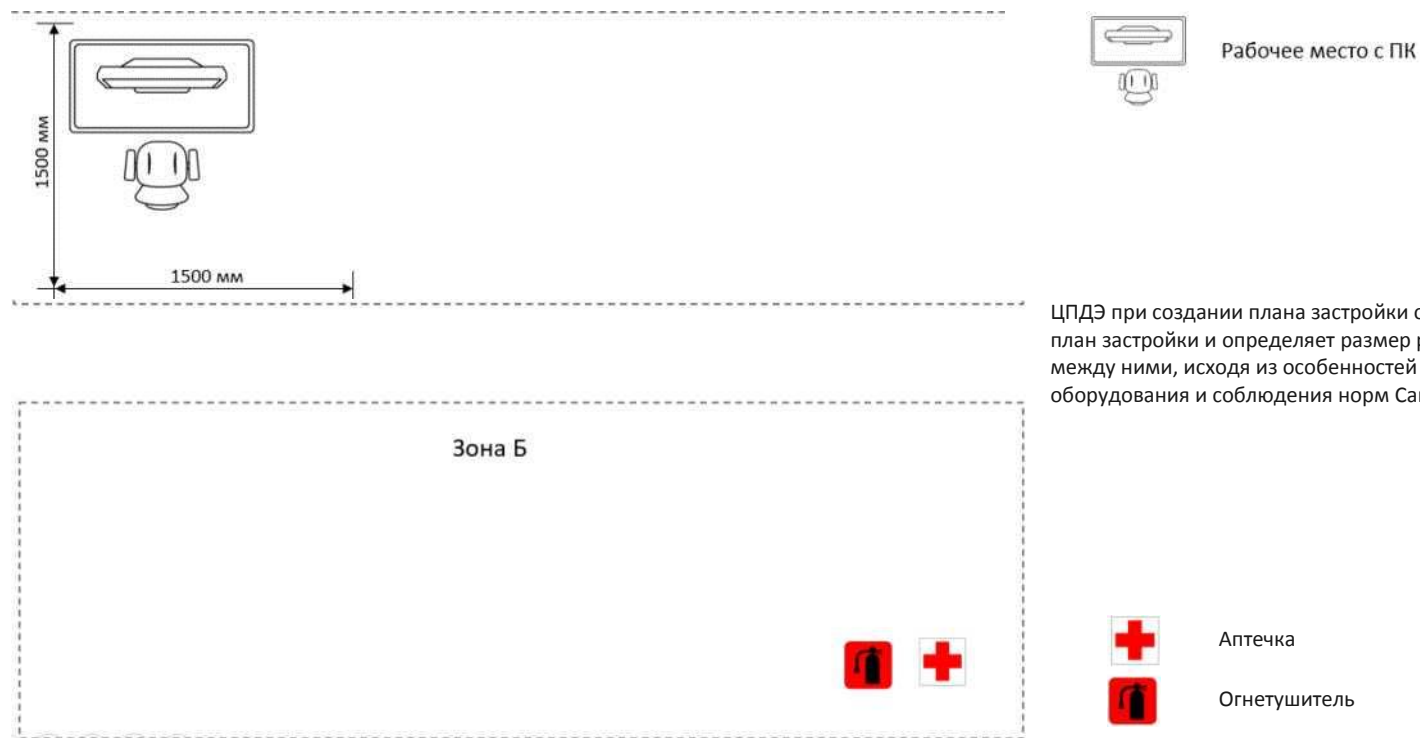 Рабочее место с ПК
1500 мм
1500 мм
ЦПДЭ при создании плана застройки
план застройки и определяет размер
между ними, исходя из особенностей
оборудования и соблюдения норм
Зона Б
Аптечка
Огнетушитель